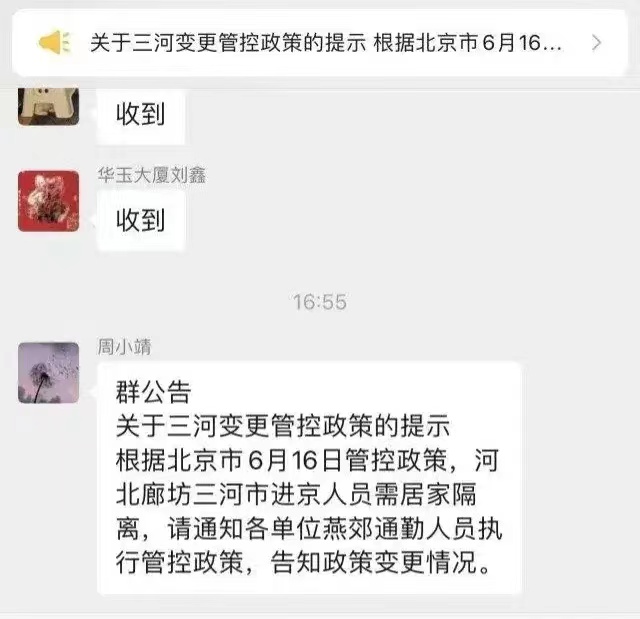 关于三河变更管控政策的提示 根据北京市6月16...
收到
华玉大厦刘鑫
收到
16:55
周小靖
群公告
关于三河变更管控政策的提示
根据北京市6月16日管控政策，河
北廊坊三河市进京人员需居家隔
离，请通知各单位燕郊通勤人员执
行管控政策，告知政策变更情况。